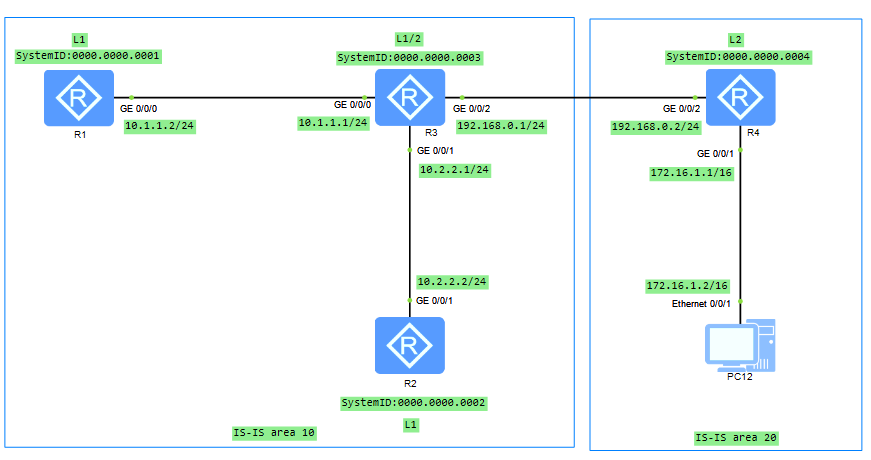 L1
SystemID:0000.0000.0001
R
R1
GE 0/0/0
10.1.1.2/24
L1/2
SystemID:0000.0000.0003
GE 0/0/0
10.1.1.1/24
R
R3
GE 0/0/2
192.168.0.1/24
GE 0/0/1
10.2.2.1/24
L2
SystemID:0000.0000.0004
GE 0/0/2
192.168.0.2/24
R
R4
GE 0/0/1
172.16.1.1/16
10.2.2.2/24
GE 0/0/1
R
R2
SystemID:0000.0000.0002
L1
IS-IS area 10
172.16.1.2/16
Ethernet 0/0/1
PC12
IS-IS area 20